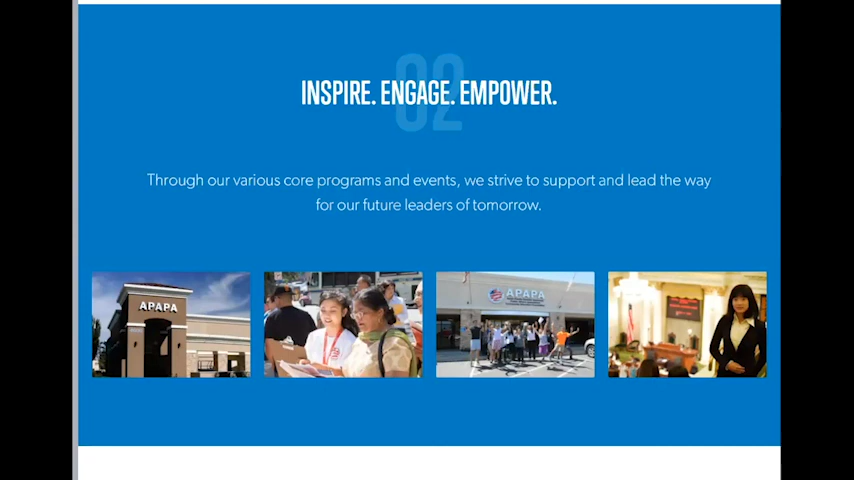 02
INSPIRE. ENGAGE. EMPOWER.
Through our various core programs and events, we strive to support and lead the way
for our future leaders of tomorrow.
APAPA
APAPA